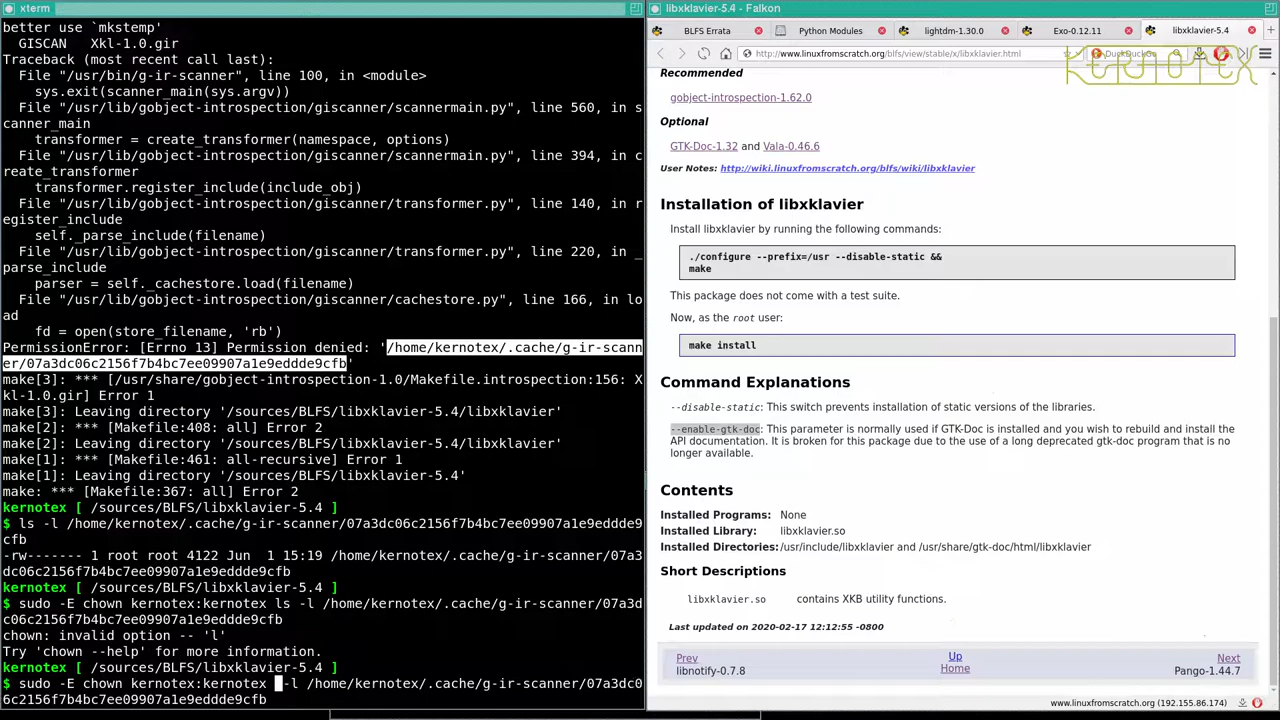 xterm
better use `mkstemp'
  GISCAN   Xkl-1.0.gir
Traceback (most recent call last):
  File "/usr/bin/g-ir-scanner", line 100, in <module>
    sys.exit(scanner_main(sys.argv))
  File "/usr/lib/gobject-introspection/giscanner/scannermain.py", line 560, in s
canner_main
    transformer = create_transformer(namespace, options)
  File "/usr/lib/gobject-introspection/giscanner/scannermain.py", line 394, in c
reate_transformer
    transformer.register_include(include_obj)
  File "/usr/lib/gobject-introspection/giscanner/transformer.py", line 140, in r
egister_include
    self._parse_include(filename)
  File "/usr/lib/gobject-introspection/giscanner/transformer.py", line 220, in _
parse_include
    parser = self._cachestore.load(filename)
  File "/usr/lib/gobject-introspection/giscanner/cachestore.py", line 166, in lo
ad
    fd = open(store_filename, 'rb')
PermissionError: [Errno 13] Permission denied: '/home/kernotex/.cache/g-ir-scann
er/07a3dc06c2156f7b4bc7ee09907a1e9eddde9cfb'
make[3]: *** [/usr/share/gobject-introspection-1.0/Makefile.introspection:156: X
kl-1.0.gir] Error 1
make[3]: Leaving directory '/sources/BLFS/libxklavier-5.4/libxklavier'
make[2]: *** [Makefile:408: all] Error 2
make[2]: Leaving directory '/sources/BLFS/libxklavier-5.4/libxklavier'
make[1]: *** [Makefile:461: all-recursive] Error 1
make[1]: Leaving directory '/sources/BLFS/libxklavier-5.4'
make: *** [Makefile:367: all] Error 2
kernotex [ /sources/BLFS/libxklavier-5.4 ]
$ ls -l /home/kernotex/.cache/g-ir-scanner/07a3dc06c2156f7b4bc7ee09907a1e9eddde9
cfb
-rw------- 1 root root 4122 Jun  1 15:19 /home/kernotex/.cache/g-ir-scanner/07a3
dc06c2156f7b4bc7ee09907a1e9eddde9cfb
kernotex [ /sources/BLFS/libxklavier-5.4 ]
$ sudo -E chown kernotex:kernotex ls -l /home/kernotex/.cache/g-ir-scanner/07a3d
c06c2156f7b4bc7ee09907a1e9eddde9cfb
chown: invalid option -- 'l'
Try 'chown --help' for more information.
kernotex [ /sources/BLFS/libxklavier-5.4 ]
$ sudo -E chown kernotex:kernotex -l /home/kernotex/.cache/g-ir-scanner/07a3dc0
6c2156f7b4bc7ee09907a1e9eddde9cfb
libxklavier-5.4 - Falkon
BLFS Errata
Python Modules
lightdm-1.30.0
Exo-0.12.11
libxklavier-5.4
http://www.linuxfromscratch.org/blfs/view/stable/x/libxklavier.html
DuckDuckGo
KERNOTEX
Recommended
gobject-introspection-1.62.0
Optional
GTK-Doc-1.32 and Vala-0.46.6
User Notes: http://wiki.linuxfromscratch.org/blfs/wiki/libxklavier
Installation of libxklavier
Install libxklavier by running the following commands:
./configure --prefix=/usr --disable-static &&
make
This package does not come with a test suite.
Now, as the root user:
make install
Command Explanations
--disable-static: This switch prevents installation of static versions of the libraries.
--enable-gtk-doc: This parameter is normally used if GTK-Doc is installed and you wish to rebuild and install the
API documentation. It is broken for this package due to the use of a long deprecated gtk-doc program that is no
longer available.
Contents
Installed Programs: None
Installed Library: libxklavier.so
Installed Directories: /usr/include/libxklavier and /usr/share/gtk-doc/html/libxklavier
Short Descriptions
libxklavier.so contains XKB utility functions.
Last updated on 2020-02-17 12:12:55 -0800
Prev Up Next
libnotify-0.7.8 Home Pango-1.44.7
www.linuxfromscratch.org (192.155.86.174)